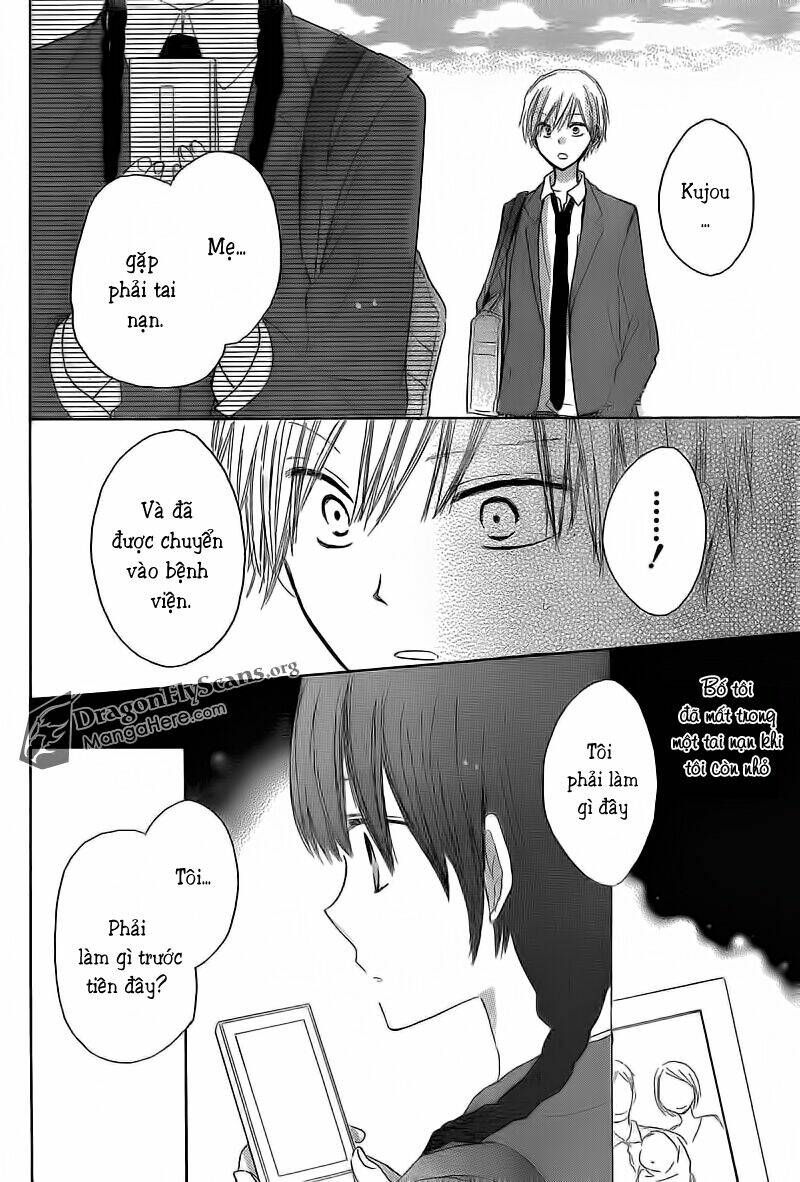 Kujou
...
Mẹ...
gặp
phải tai
nạn.
......!
Và đã
được chuyển
vào bệnh
viện.
Bố tôi
đã mất trong
một tai nạn khi
tôi còn nhỏ
Tôi
phải làm
gì đây
Tôi...
Phải
làm gì trước
tiên đây?
DragonFlyScans.org
MangaHere.com